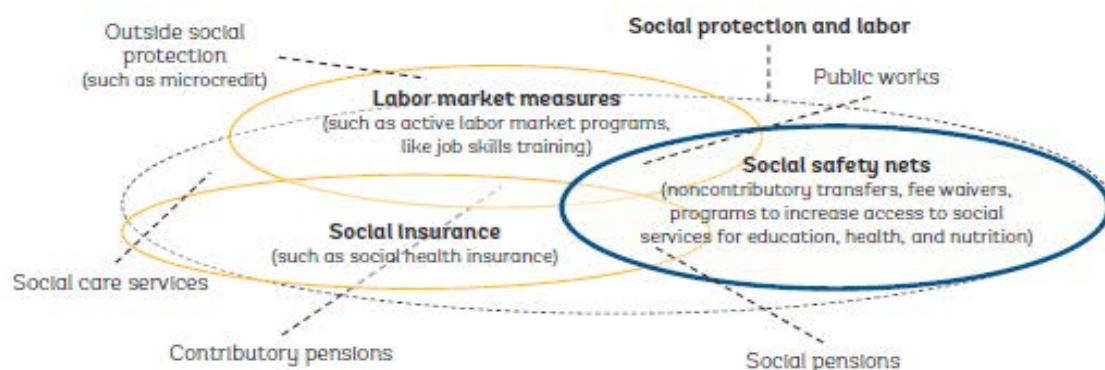 Outside social
protection
(such as microcredit)
Social protection and labor
Public works
Labor market measures
(such as active labor market programs,
like job skills training)
Social safety nets
(noncontributory transfers, fee waivers,
programs to increase access to social
services for education, health, and nutrition)
Social insurance
(such as social health insurance)
Social care services
Contributory pensions
Social pensions